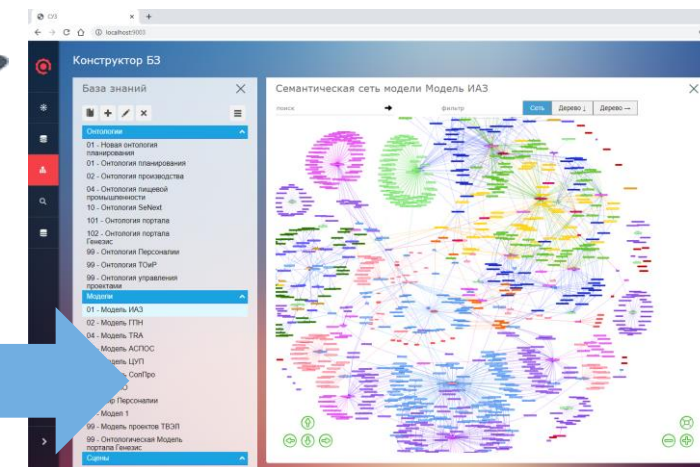 СУЗ
localhost:9003
Конструктор БЗ
База знаний
Онтологии
01 - Новая онтология
планирования
01 - Онтология планирования
02 - Онтология производства
04 - Онтология пищевой
промышленности
10 - Онтология SeNext
101 - Онтология портала
102 - Онтология портала
Генезис
99 - Онтология Персоналии
99 - Онтология ТОиР
99 - Онтология управления
проектами
Модели
01 - Модель ИАЗ
02 - Модель ГПН
04 - Модель TRA
Модель АСПОС
Модель ЦУП
СолПро
Персоналии
Модел 1
99 - Модель проектов ТВЭЛ
99 - Онтологическая Модель
портала Генезис
Сцены
Семантическая сеть модели Модель ИАЗ
поиск
фильтр
Сеть
Дерево ↓
Дерево →